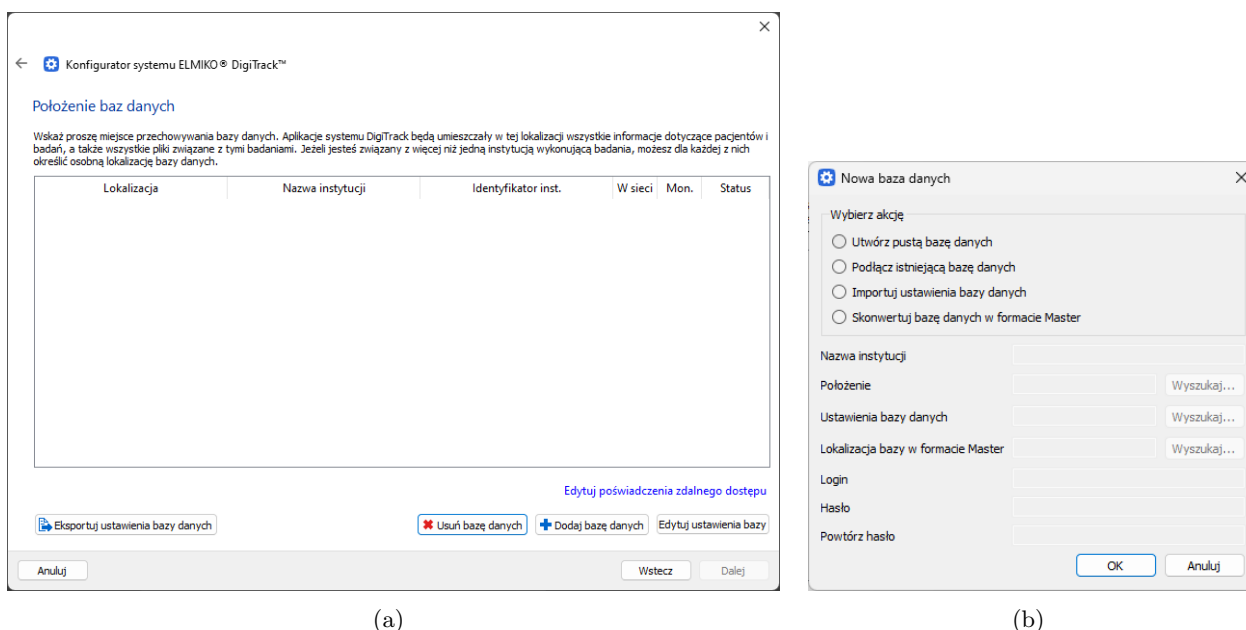 Konfigurator systemu ELMIKO® DigiTrack™
Położenie baz danych
Wskaż proszę miejsce przechowywania bazy danych. Aplikacje systemu DigiTrack będą umieszczały w tej lokalizacji wszystkie informacje dotyczące pacjentów i
badań, a także wszystkie pliki związane z tymi badaniami. Jeżeli jesteś związany z więcej niż jedną instytucją wykonującą badania, możesz dla każdej z nich
określić osobną lokalizację bazy danych.
Lokalizacja Nazwa instytucji Identyfikator inst. W sieci Mon. Status
Edytuj poświadczenia zdalnego dostępu
Eksportuj ustawienia bazy danych Usuń bazę danych Dodaj bazę danych Edytuj ustawienia bazy
Anuluj Wstecz Dalej
(a)
Nowa baza danych
Wybierz akcję
Utwórz pustą bazę danych
Podłącz istniejącą bazę danych
Importuj ustawienia bazy danych
Skonwertuj bazę danych w formacie Master
Nazwa instytucji
Położenie Wyszukaj...
Ustawienia bazy danych Wyszukaj...
Lokalizacja bazy w formacie Master Wyszukaj...
Login
Hasło
Powtórz hasło
OK Anuluj
(b)